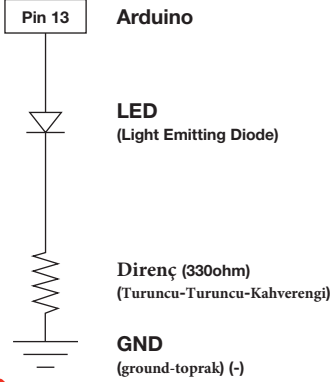 Pin 13
Arduino
LED
(Light Emitting Diode)
Direnç (330ohm)
(Turuncu-Turuncu-Kahverengi)
GND
(ground-toprak) (-)